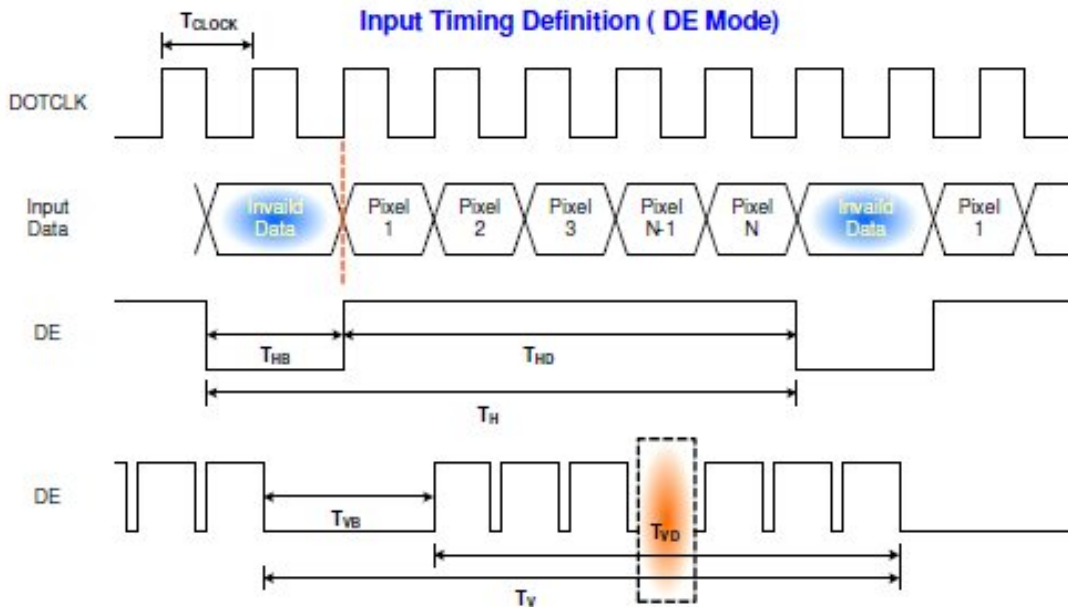 Input Timing Definition ( DE Mode)
TCLOCK
DOTCLK
Input
Data
Invaild
Data
Pixel
1
Pixel
2
Pixel
3
Pixel
N-1
Pixel
N
Invaild
Data
Pixel
1
DE
THB
THD
TH
DE
TVB
TVD
TV